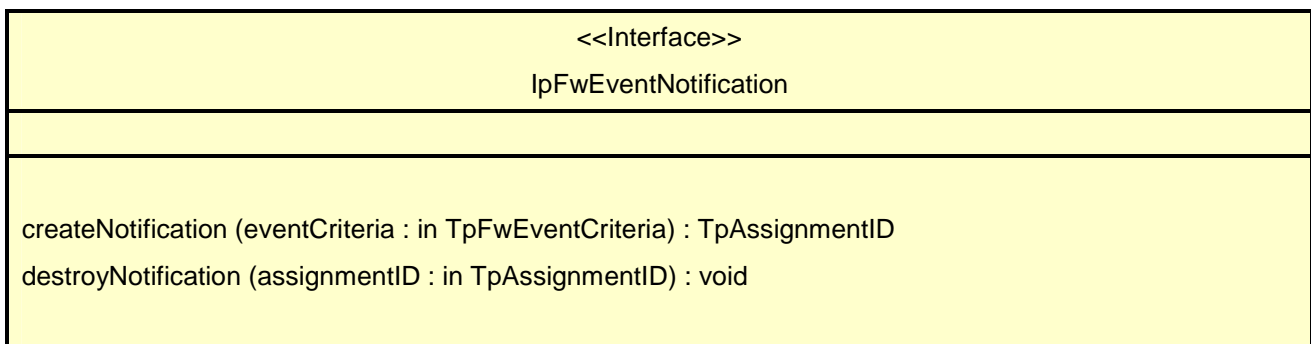 <<Interface>>
IpFwEventNotification
createNotification (eventCriteria : in TpFwEventCriteria) : TpAssignmentID
destroyNotification (assignmentID : in TpAssignmentID) : void